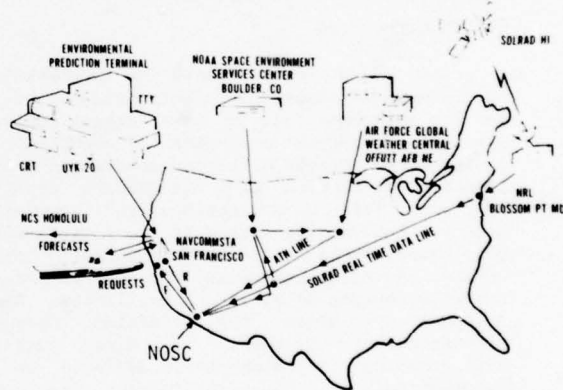 ENVIRONMENTAL
PREDICTION TERMINAL
TTY
CRT
UYK 20
NOAA SPACE ENVIRONMENT
SERVICES CENTER
BOULDER, CO
SOLRAD HI
AIR FORCE GLOBAL
WEATHER CENTRAL
OFFUTT AFB NE.
NRL
BLOSSOM PT MD
NCS HONOLULU
FORECASTS
REQUESTS
NAVCOMMSTA
SAN FRANCISCO
F
R
ATN LINE
SOLRAD REAL TIME DATA LINE
NOSC